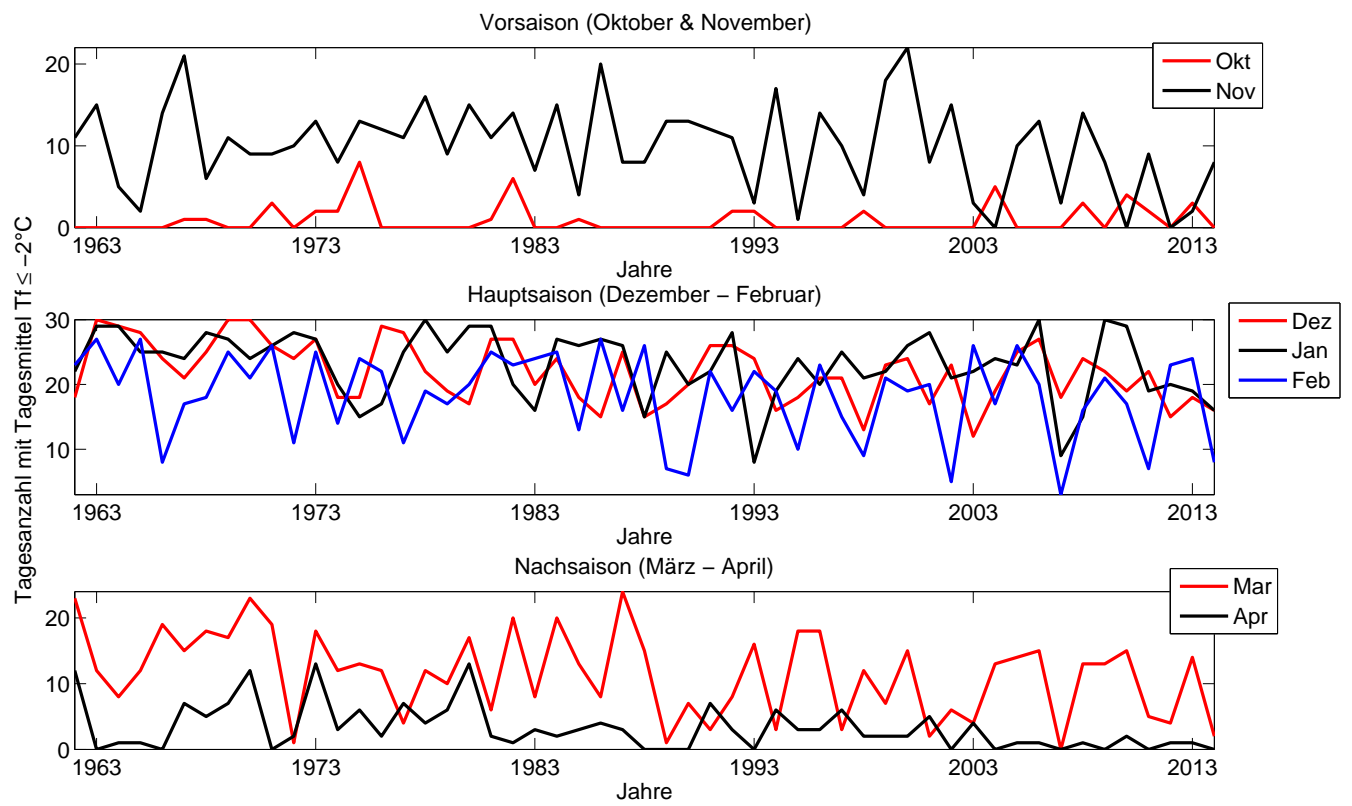 Vorsaison (Oktober & November)
20
10
0
Okt
Nov
1963 1973 1983 1993 2003 2013
Jahre
Tagesanzahl mit Tagesmittel Tf ≤ −2°C
Hauptsaison (Dezember − Februar)
30
20
10
Dez
Jan
Feb
1963 1973 1983 1993 2003 2013
Jahre
Nachsaison (März − April)
20
10
0
Mar
Apr
1963 1973 1983 1993 2003 2013
Jahre